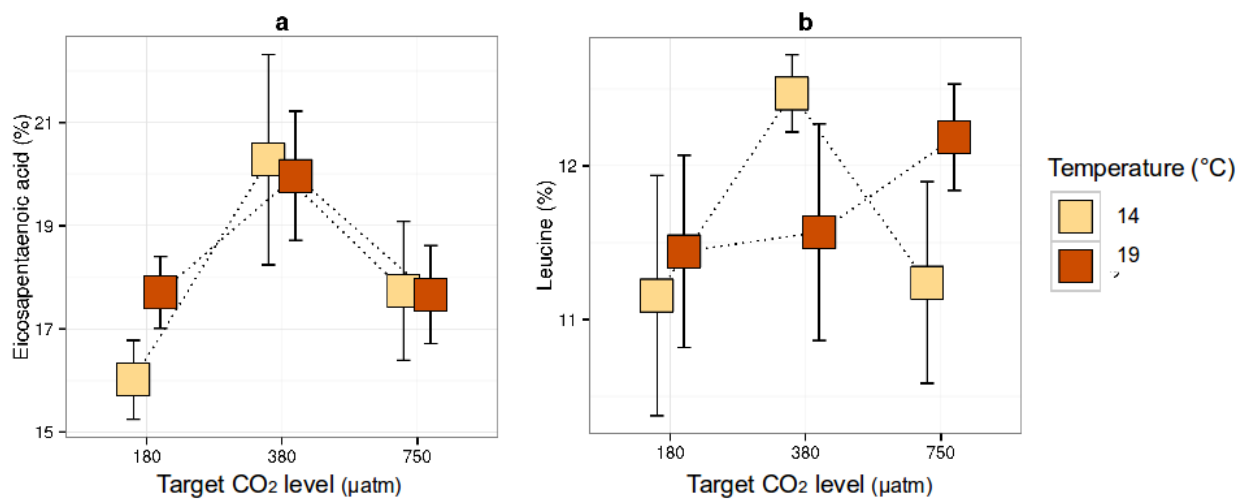 a
Eicosapentaenoic acid (%)
21
19
17
15
180
380
750
Target CO₂ level (µatm)
b
Leucine (%)
12
11
180
380
750
Target CO₂ level (µatm)
Temperature (°C)
14
19